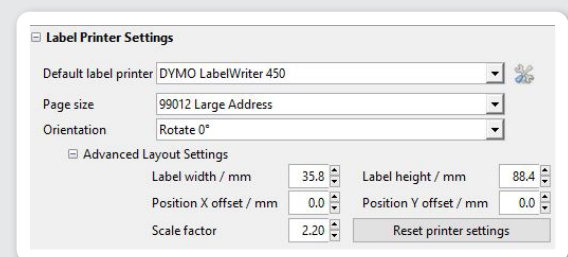 Label Printer Settings
Default label printer DYMO LabelWriter 450
Page size 99012 Large Address
Orientation Rotate 0°
Advanced Layout Settings
Label width / mm 35.8 Label height / mm 88.4
Position X offset / mm 0.0 Position Y offset / mm 0.0
Scale factor 2.20 Reset printer settings